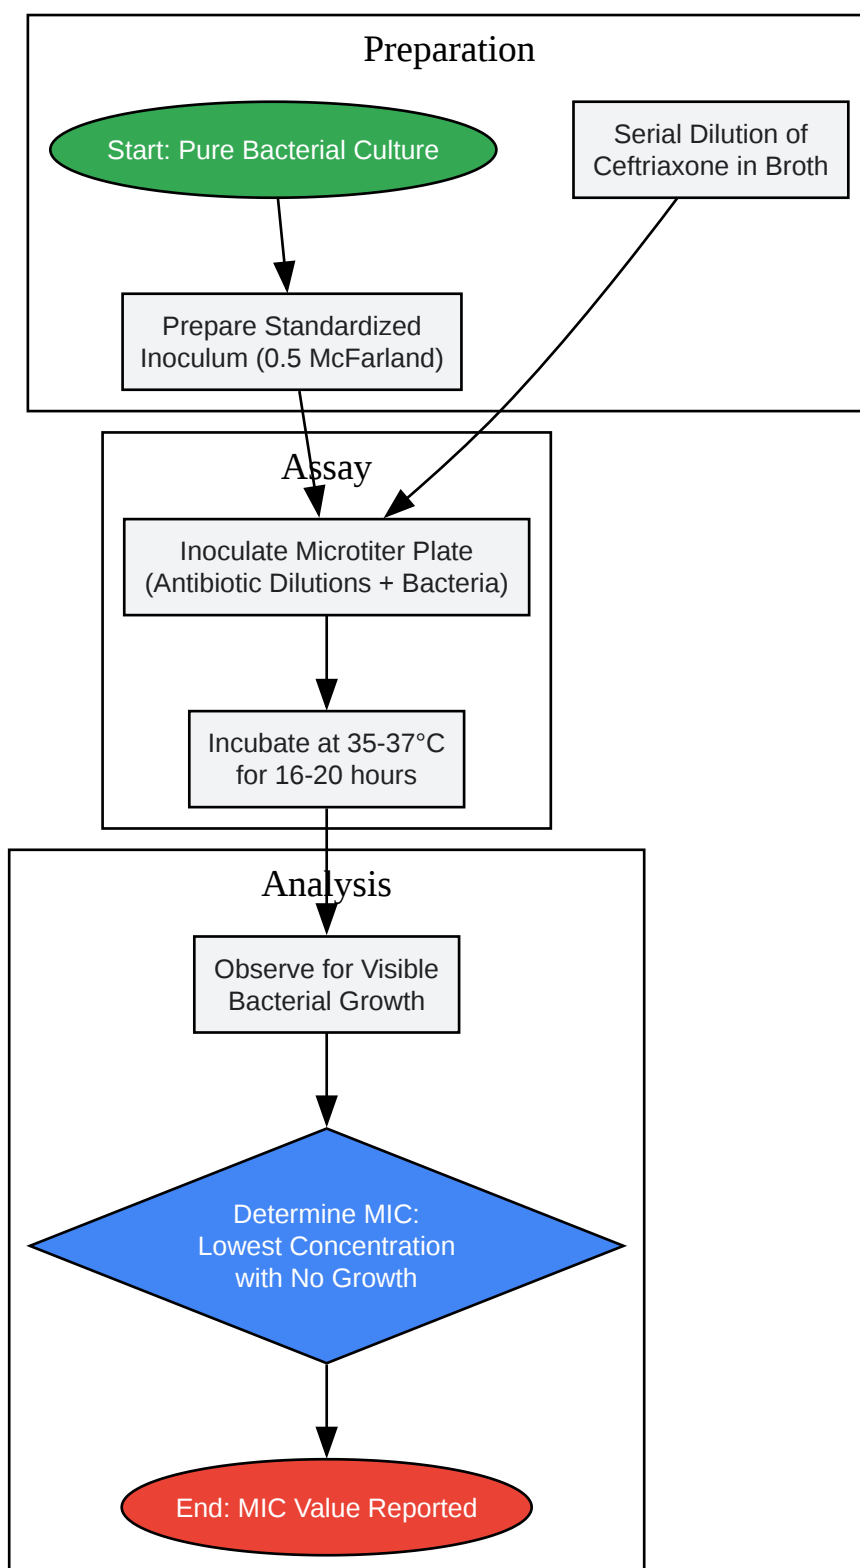 Preparation
Start: Pure Bacterial Culture
Serial Dilution of
Ceftriaxone in Broth
Prepare Standardized
Inoculum (0.5 McFarland)
Assay
Inoculate Microtiter Plate
(Antibiotic Dilutions + Bacteria)
Incubate at 35-37°C
for 16-20 hours
Analysis
Observe for Visible
Bacterial Growth
Determine MIC:
Lowest Concentration
with No Growth
End: MIC Value Reported